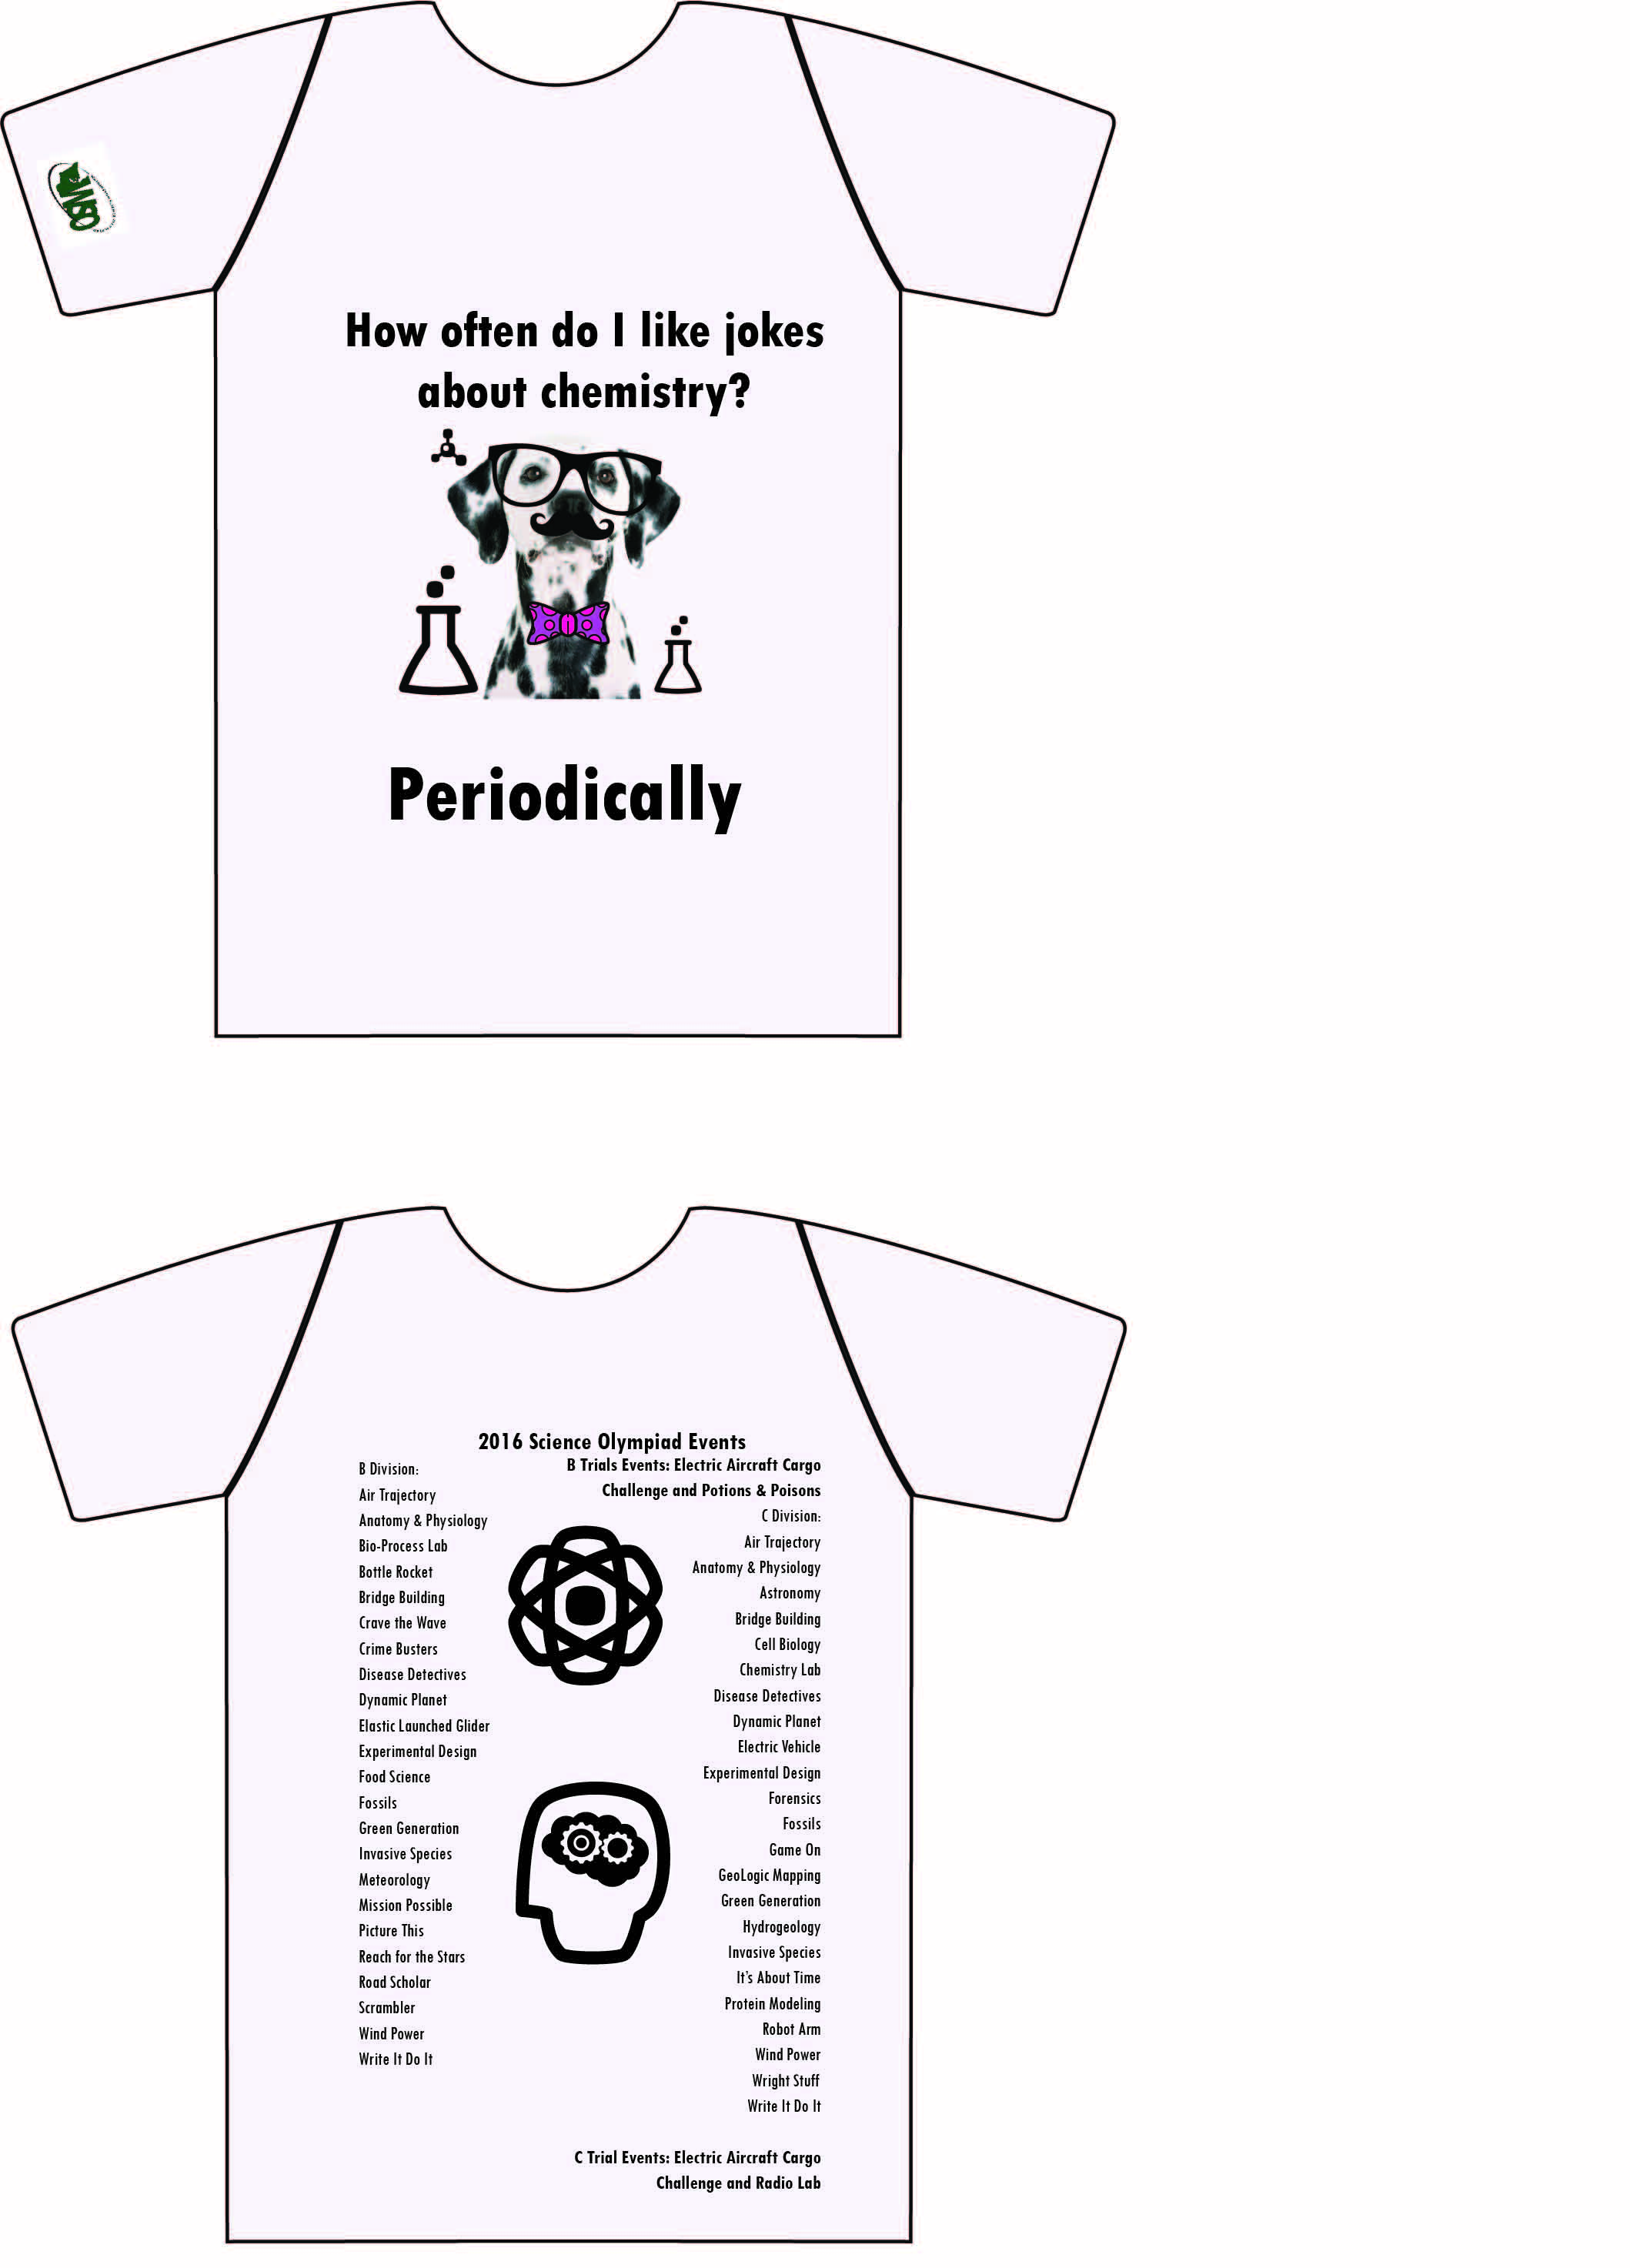 WSO
How often do I like jokes
about chemistry?
Periodically
2016 Science Olympiad Events
B Division:
Air Trajectory
Anatomy & Physiology
Bio-Process Lab
Bottle Rocket
Bridge Building
Crave the Wave
Crime Busters
Disease Detectives
Dynamic Planet
Elastic Launched Glider
Experimental Design
Food Science
Fossils
Green Generation
Invasive Species
Meteorology
Mission Possible
Picture This
Reach for the Stars
Road Scholar
Scrambler
Wind Power
Write It Do It
B Trials Events: Electric Aircraft Cargo
Challenge and Potions & Poisons
C Division:
Air Trajectory
Anatomy & Physiology
Astronomy
Bridge Building
Cell Biology
Chemistry Lab
Disease Detectives
Dynamic Planet
Electric Vehicle
Experimental Design
Forensics
Fossils
Game On
GeoLogic Mapping
Green Generation
Hydrogeology
Invasive Species
It's About Time
Protein Modeling
Robot Arm
Wind Power
Wright Stuff
Write It Do It
C Trial Events: Electric Aircraft Cargo
Challenge and Radio Lab